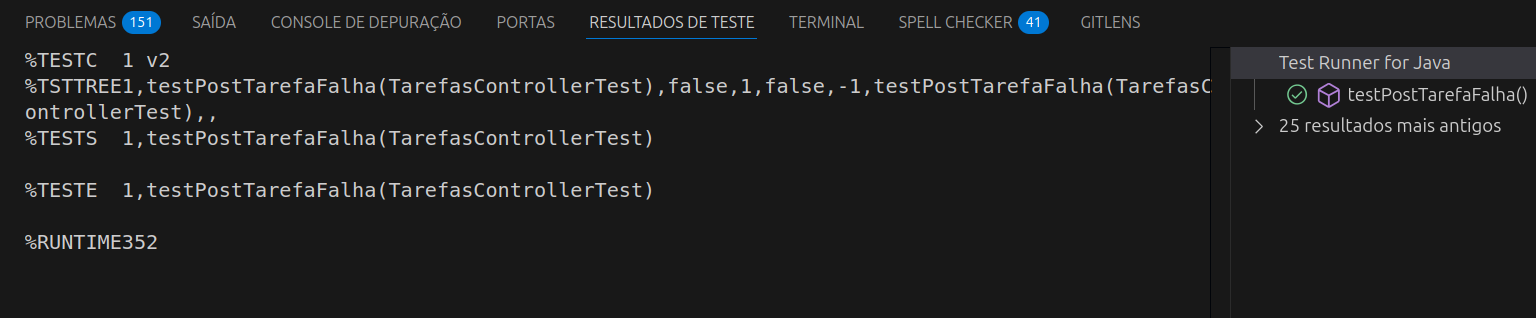 PROBLEMAS 151 SAÍDA CONSOLE DE DEPURAÇÃO PORTAS RESULTADOS DE TESTE TERMINAL SPELL CHECKER 41 GITLENS
%TESTC  1 v2
%TSTTREE1,testPostTarefaFalha(TarefasControllerTest),false,1,false,-1,testPostTarefaFalha(TarefasC
ontrollerTest),,
%TESTS  1,testPostTarefaFalha(TarefasControllerTest)
%TESTE  1,testPostTarefaFalha(TarefasControllerTest)
%RUNTIME352
Test Runner for Java
testPostTarefaFalha()
25 resultados mais antigos